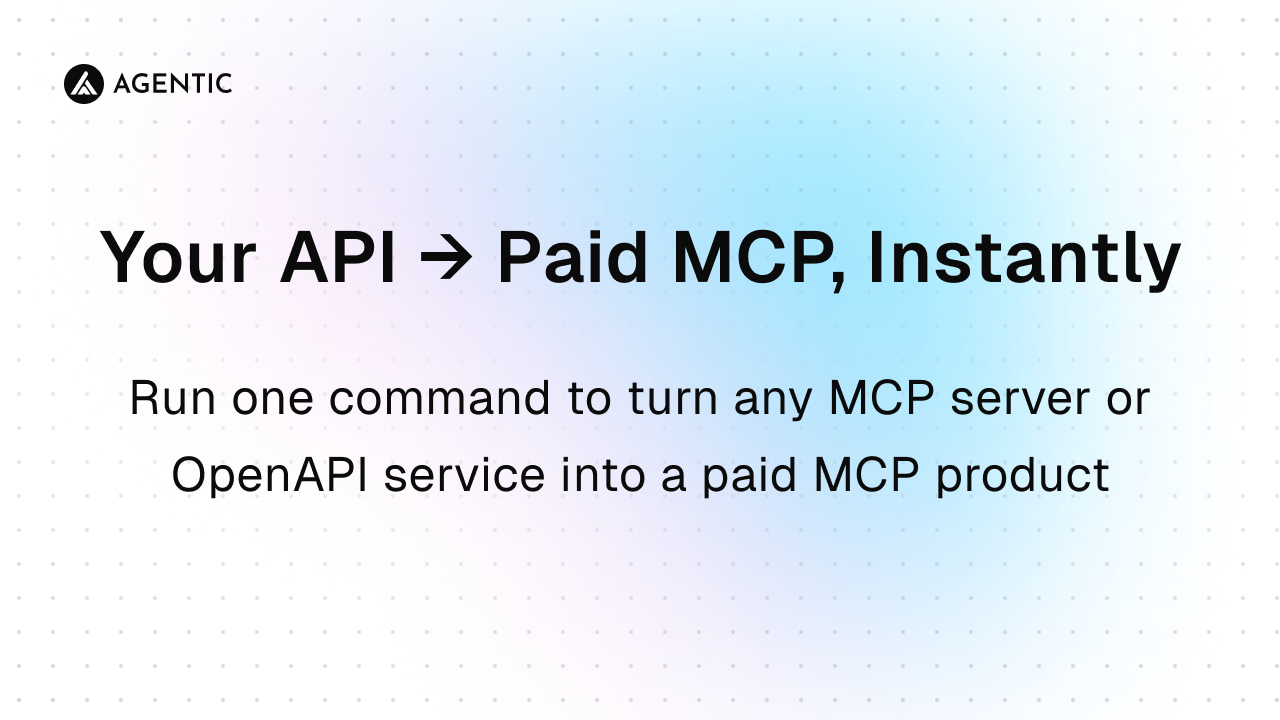 AGENTIC
Your API → Paid MCP, Instantly
Run one command to turn any MCP server or
OpenAPI service into a paid MCP product